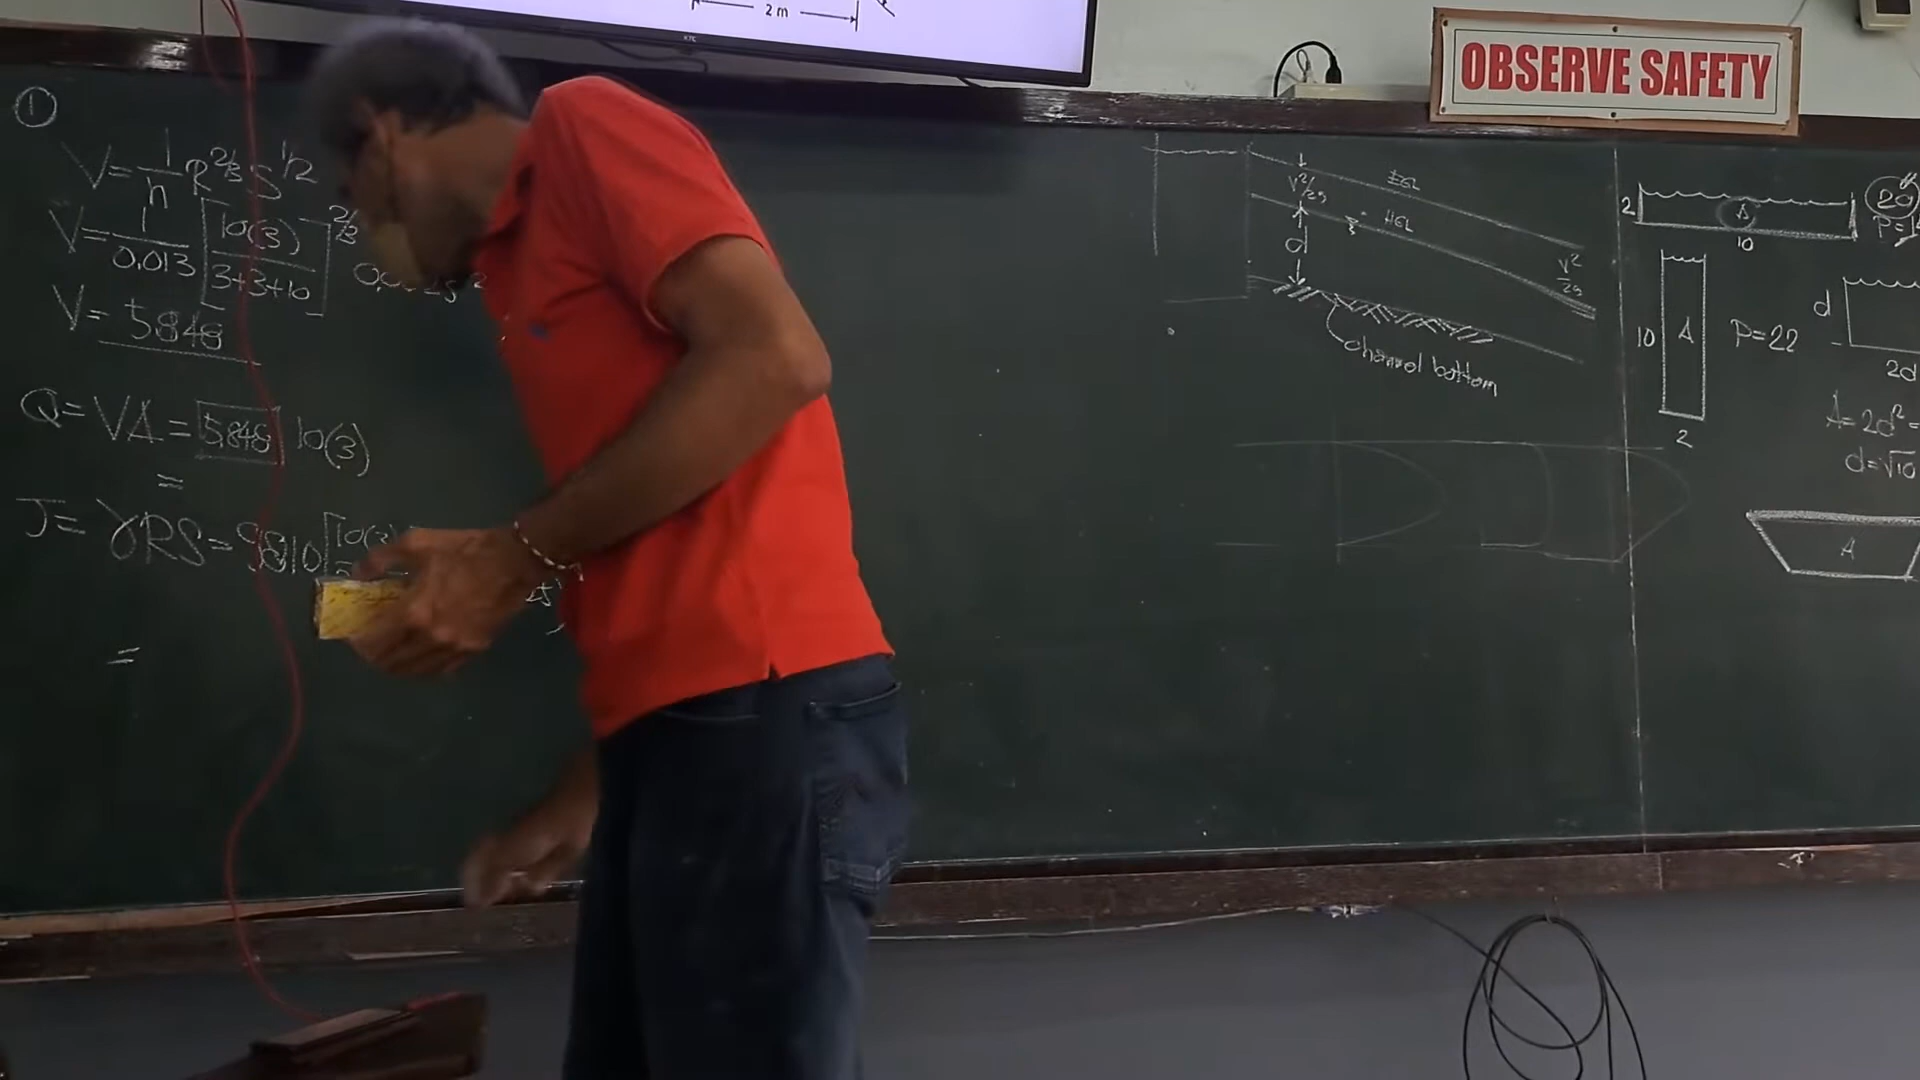 2 m
KTC
OBSERVE SAFETY
①
V = 1/n R^2/3 S^1/2
V = 1/0.013 [10(3)/3+3+10]^2/3
V = 5.848
Q = VA = 5.848 10(3)
=
τ = γRS = 9810 [10(3)
=
V²/2g
EGL
HGL
d
V²/2g
channel bottom
2
A
10
20
P=
10
A
P=22
2
d
2d
A = 2d² =
d = √10
A